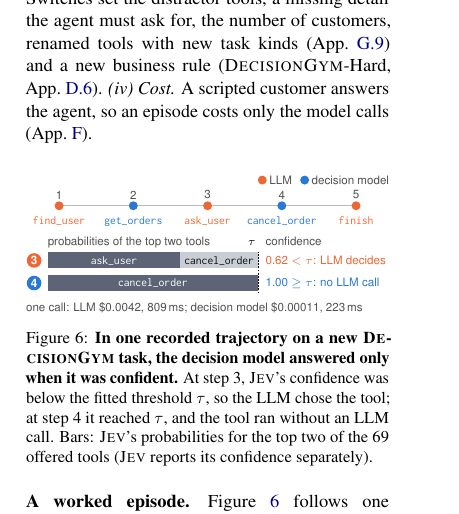 Switches set the distractor tools, a missing detail
the agent must ask for, the number of customers,
renamed tools with new task kinds (App. G.9)
and a new business rule (DECISIONGYM-Hard,
App. D.6). (iv) Cost. A scripted customer answers
the agent, so an episode costs only the model calls
(App. F).
LLM decision model
1 2 3 4 5
find_user get_orders ask_user cancel_order finish
probabilities of the top two tools τ confidence
3 ask_user cancel_order 0.62 < τ: LLM decides
4 cancel_order 1.00 ≥ τ: no LLM call
one call: LLM $0.0042, 809 ms; decision model $0.00011, 223 ms
Figure 6: In one recorded trajectory on a new DE-
CISIONGYM task, the decision model answered only
when it was confident. At step 3, JEV's confidence was
below the fitted threshold τ, so the LLM chose the tool;
at step 4 it reached τ, and the tool ran without an LLM
call. Bars: JEV's probabilities for the top two of the 69
offered tools (JEV reports its confidence separately).
A worked episode. Figure 6 follows one